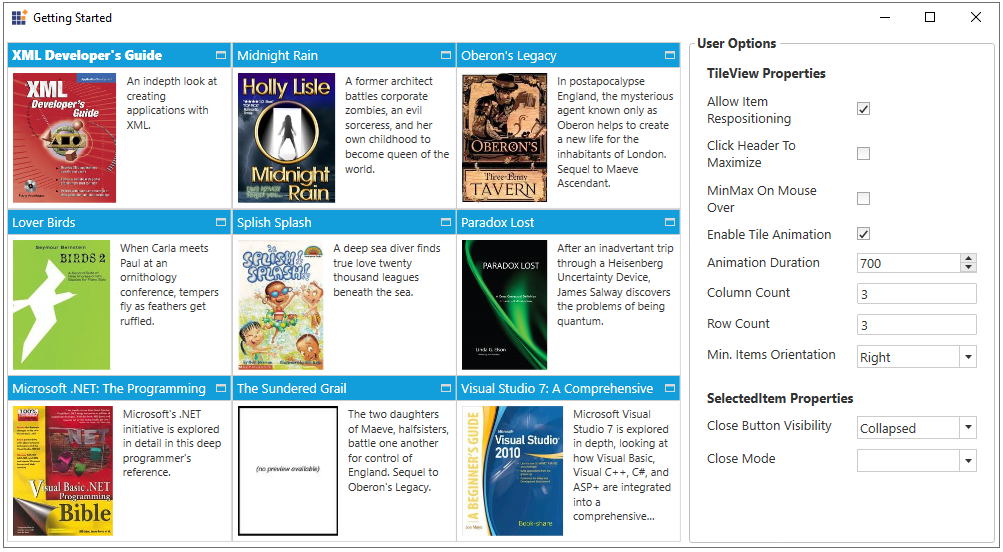 Getting Started
XML Developer's Guide
XML
Developer's
Guide
An indepth look at
creating
applications with
XML.
Midnight Rain
Holly Lisle
Midnight
Rain
A former architect
battles corporate
zombies, an evil
sorceress, and her
own childhood to
become queen of the
world.
Oberon's Legacy
OBERON'S
Three-Penny
TAVERN
In postapocalypse
England, the mysterious
agent known only as
Oberon helps to create
a new life for the
inhabitants of London.
Sequel to Maeve
Ascendant.
Lover Birds
Seymour Bernstein
BIRDS 2
When Carla meets
Paul at an
ornithology
conference, tempers
fly as feathers get
ruffled.
Splish Splash
SPLISH
SPLASH!
A deep sea diver finds
true love twenty
thousand leagues
beneath the sea.
Paradox Lost
PARADOX LOST
Linda G. Elson
After an inadvertant trip
through a Heisenberg
Uncertainty Device,
James Salway discovers
the problems of being
quantum.
Microsoft .NET: The Programming
100%
.NET
Visual Basic .NET
Programming
Bible
Microsoft's .NET
initiative is explored
in detail in this deep
programmer's
reference.
The Sundered Grail
(no preview available)
The two daughters
of Maeve, halfsisters,
battle one another
for control of
England. Sequel to
Oberon's Legacy.
Visual Studio 7: A Comprehensive
A BEGINNER'S GUIDE
Microsoft
Visual Studio
2010
Book-share
Microsoft Visual
Studio 7 is explored
in depth, looking at
how Visual Basic,
Visual C++, C#, and
ASP+ are integrated
into a
comprehensive...
User Options
TileView Properties
Allow Item
Respositioning
Click Header To
Maximize
MinMax On Mouse
Over
Enable Tile Animation
Animation Duration
700
Column Count
3
Row Count
3
Min. Items Orientation
Right
SelectedItem Properties
Close Button Visibility
Collapsed
Close Mode